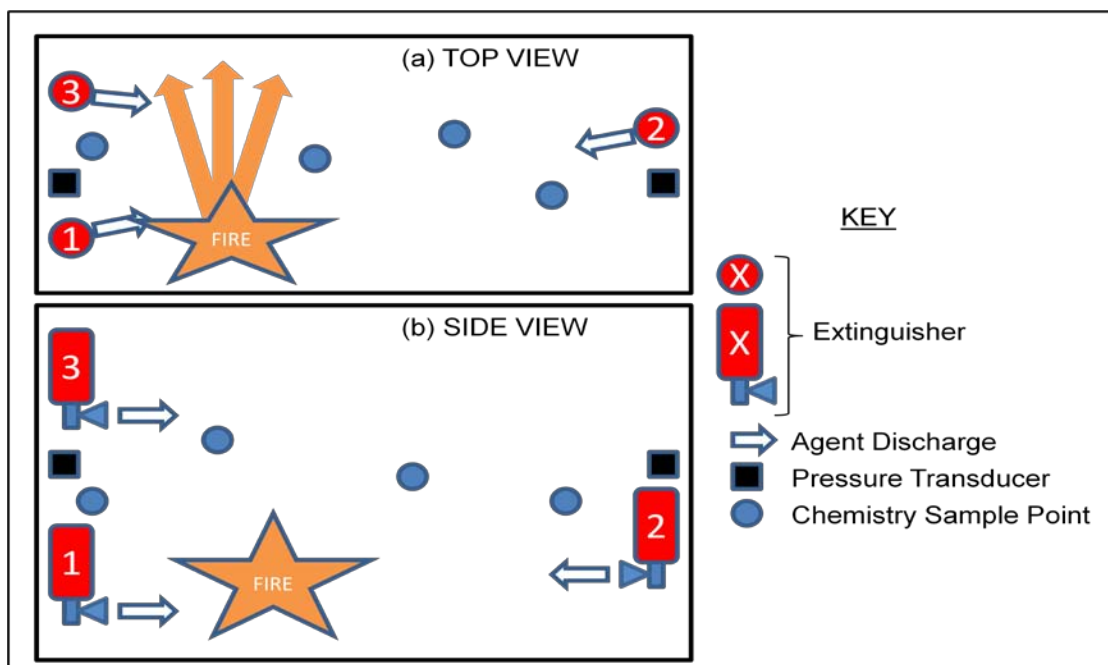 (a) TOP VIEW
3
2
1
FIRE
(b) SIDE VIEW
3
1
FIRE
2
KEY
X
X
Extinguisher
Agent Discharge
Pressure Transducer
Chemistry Sample Point